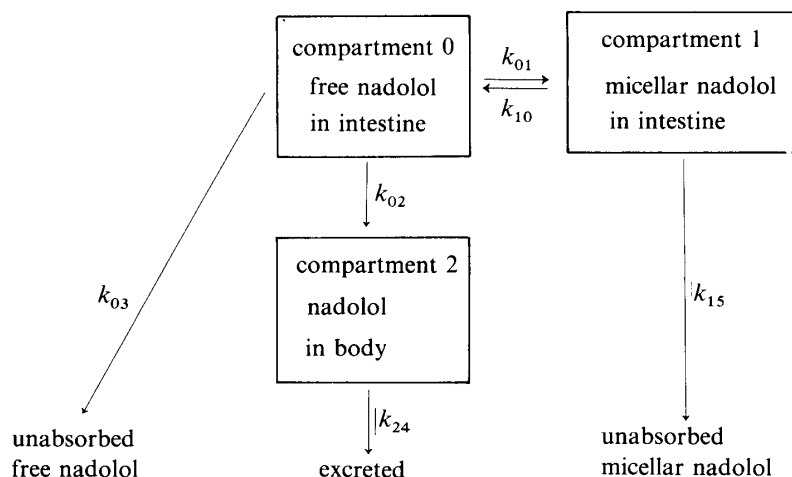 compartment 0
free nadolol
in intestine
k01
k10
compartment 1
micellar nadolol
in intestine
k02
k03
compartment 2
nadolol
in body
k15
k24
unabsorbed
free nadolol
excreted
unabsorbed
micellar nadolol